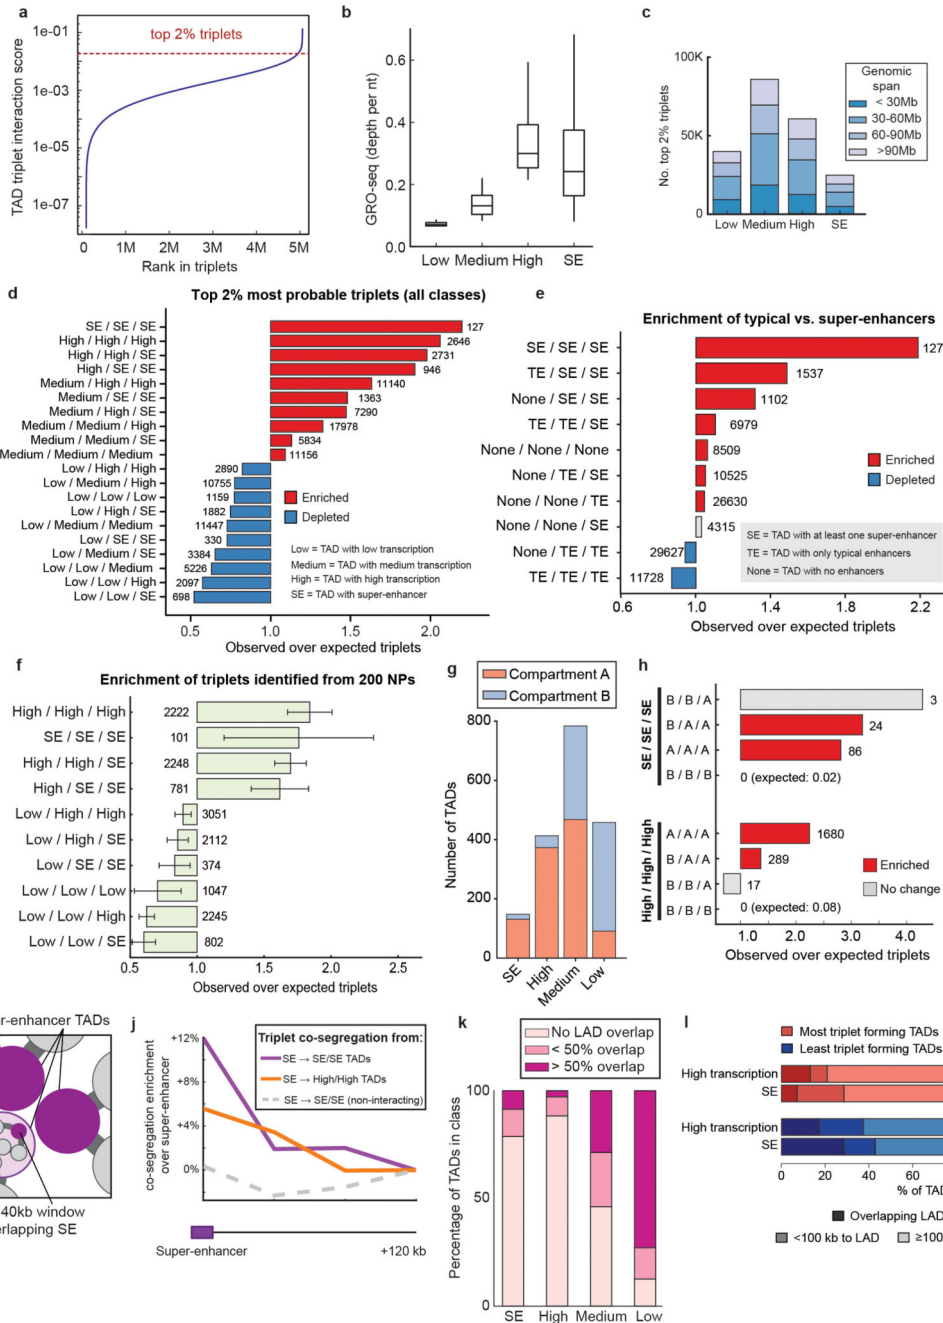 a
TAD triplet interaction score
1e-01
1e-03
1e-05
1e-07
top 2% triplets
0
1M
2M
3M
4M
5M
Rank in triplets
b
GRO-seq (depth per nt)
0.6
0.4
0.2
0.0
Low
Medium
High
SE
c
No. top 2% triplets
100K
50K
0
Genomic
span
< 30Mb
30-60Mb
60-90Mb
>90Mb
Low
Medium
High
SE
d
Top 2% most probable triplets (all classes)
SE / SE / SE 127
High / High / High 2646
High / High / SE 2731
High / SE / SE 946
Medium / High / High 11140
Medium / SE / SE 1363
Medium / High / SE 7290
Medium / Medium / High 17978
Medium / Medium / SE 5834
Medium / Medium / Medium 11156
Low / High / High 2890
Low / Medium / High 10755
Low / Low / Low 1159
Low / High / SE 1882
Low / Medium / Medium 11447
Low / SE / SE 330
Low / Medium / SE 3384
Low / Low / Medium 5226
Low / Low / High 2097
Low / Low / SE 698
Enriched
Depleted
Low = TAD with low transcription
Medium = TAD with medium transcription
High = TAD with high transcription
SE = TAD with super-enhancer
0.5
1.0
1.5
2.0
Observed over expected triplets
e
Enrichment of typical vs. super-enhancers
SE / SE / SE 127
TE / SE / SE 1537
None / SE / SE 1102
TE / TE / SE 6979
None / None / None 8509
None / TE / SE 10525
None / None / TE 26630
None / None / SE 4315
None / TE / TE 29627
TE / TE / TE 11728
Enriched
Depleted
SE = TAD with at least one super-enhancer
TE = TAD with only typical enhancers
None = TAD with no enhancers
0.6
1.0
1.4
1.8
2.2
Observed over expected triplets
f
Enrichment of triplets identified from 200 NPs
High / High / High 2222
SE / SE / SE 101
High / High / SE 2248
High / SE / SE 781
Low / High / High 3051
Low / High / SE 2112
Low / SE / SE 374
Low / Low / Low 1047
Low / Low / High 2245
Low / Low / SE 802
0.5
1.0
1.5
2.0
2.5
Observed over expected triplets
g
Compartment A
Compartment B
Number of TADs
800
600
400
200
0
SE
High
Medium
Low
h
SE / SE / SE
B / B / A 3
B / A / A 24
A / A / A 86
B / B / B 0 (expected: 0.02)
High / High / High
A / A / A 1680
B / A / A 289
B / B / A 17
B / B / B 0 (expected: 0.08)
Enriched
No change
1.0
2.0
3.0
4.0
Observed over expected triplets
er-enhancer TADs
40kb window
erlapping SE
j
co-segregation enrichment
over super-enhancer
+12%
+8%
+4%
0%
Triplet co-segregation from:
SE → SE/SE TADs
SE → High/High TADs
SE → SE/SE (non-interacting)
Super-enhancer
+120 kb
k
No LAD overlap
< 50% overlap
> 50% overlap
Percentage of TADs in class
100
50
0
SE
High
Medium
Low
l
Most triplet forming TADs
Least triplet forming TADs
High transcription
SE
High transcription
SE
0
20
40
60
% of TAD
Overlapping LAD
<100 kb to LAD
≥100